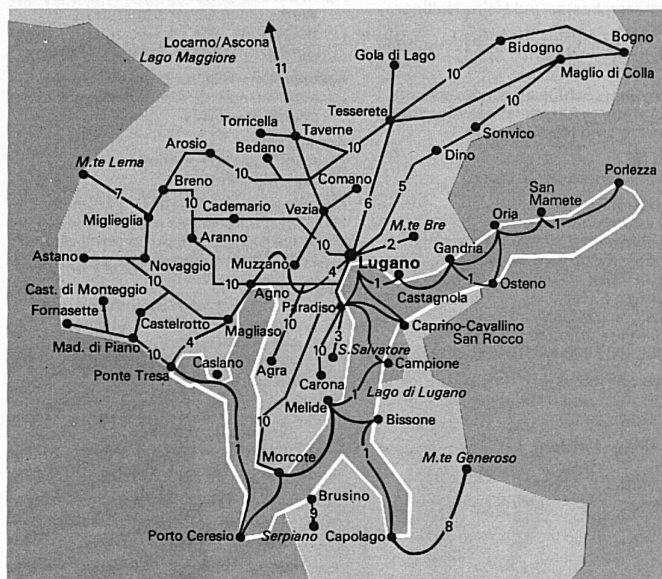 Locarno/Ascona
Lago Maggiore
11
Gola di Lago
10
Bidogno
Bogno
Maglio di Colla
Torricella
Taverne
Tesserete
10
10
Sonvico
Arosio
Bedano
10
Dino
M.te Lema
7
Breno
Comano
6
5
Porlezza
San
Mamete
Miglieglia
10
Cademario
Vezia
M.te Bre
2
Oria
1
Aranno
10
Lugano
Gandria
Astano
Novaggio
Muzzano
4
1
Castagnola
1
Osteno
Cast. di Monteggio
10
10
Agno
Paradiso
Fornasette
Castelrotto
Magliaso
10
3
Caprino-Cavallino
San Rocco
Mad. di Piano
10
4
S.Salvatore
Ponte Tresa
Caslano
Agra
10
Carona
Campione
Melide
1
Lago di Lugano
10
Bissone
1
Morcote
1
M.te Generoso
Brusino
9
Porto Ceresio
Serpiano
Capolago
8